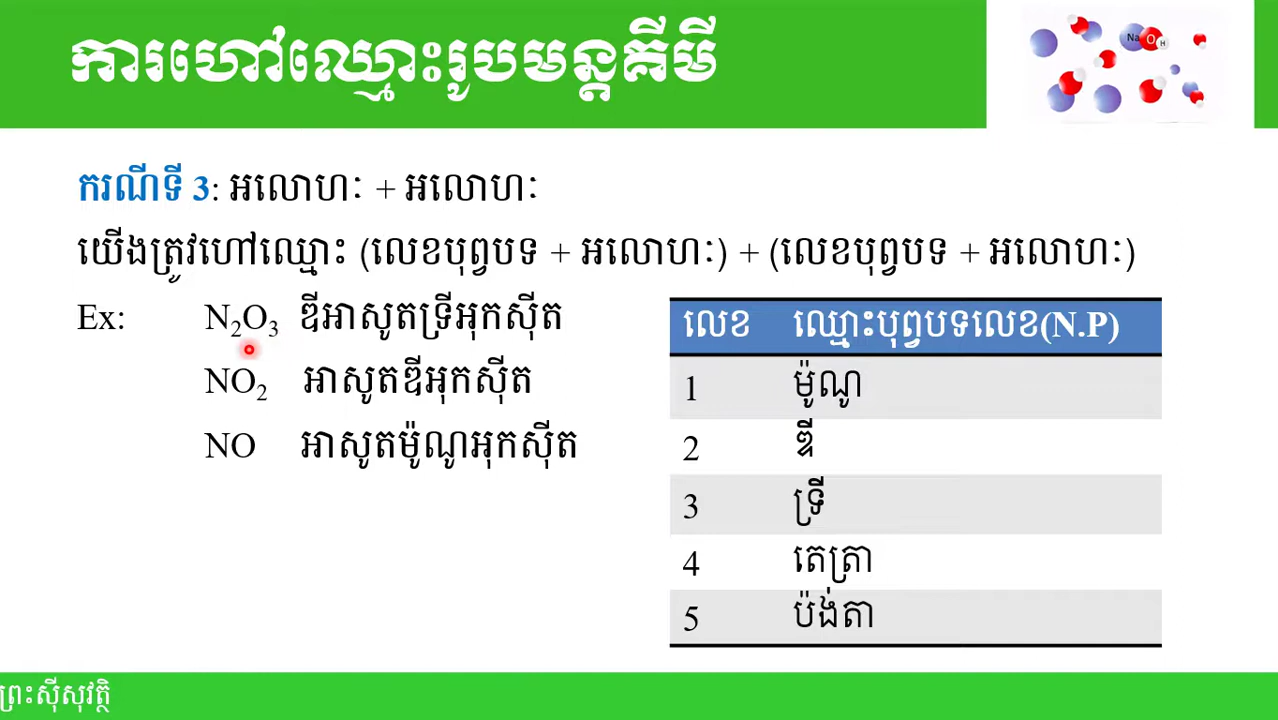 ការហៅឈ្មោះរូបមន្តគីមី
Na O H
ករណីទី 3: អលោហៈ + អលោហៈ
យើងត្រូវហៅឈ្មោះ (លេខបុព្វបទ + អលោហៈ) + (លេខបុព្វបទ + អលោហៈ)
Ex: N₂O₃ ឌីអាសូតទ្រីអុកស៊ីត
NO₂ អាសូតឌីអុកស៊ីត
NO អាសូតម៉ូណូអុកស៊ីត
លេខ ឈ្មោះបុព្វបទលេខ(N.P)
1 ម៉ូណូ
2 ឌី
3 ទ្រី
4 តេត្រា
5 ប៉ង់តា
ព្រះស៊ីសុវត្ថិ